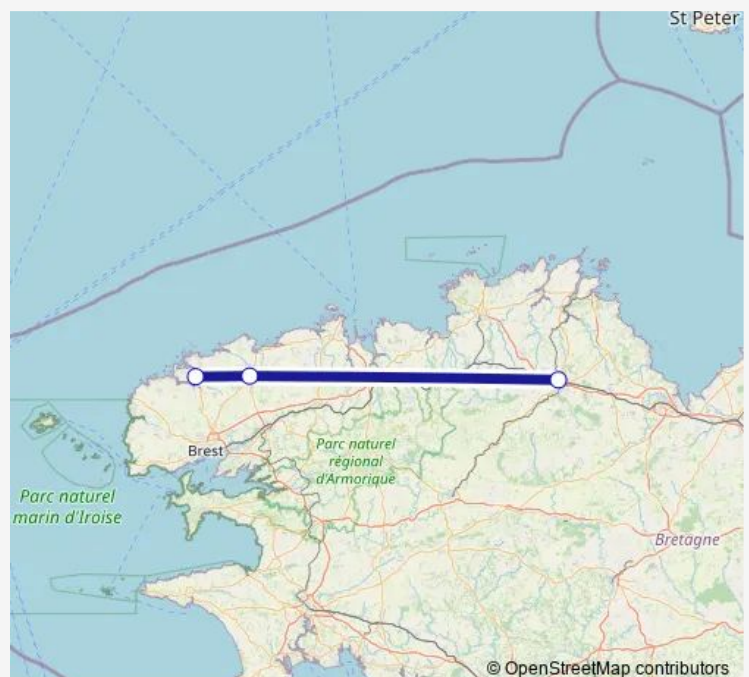 St Peter
Brest
Parc naturel
régional
d'Armorique
Parc naturel
marin d'Iroise
Bretagne
© OpenStreetMap contributors